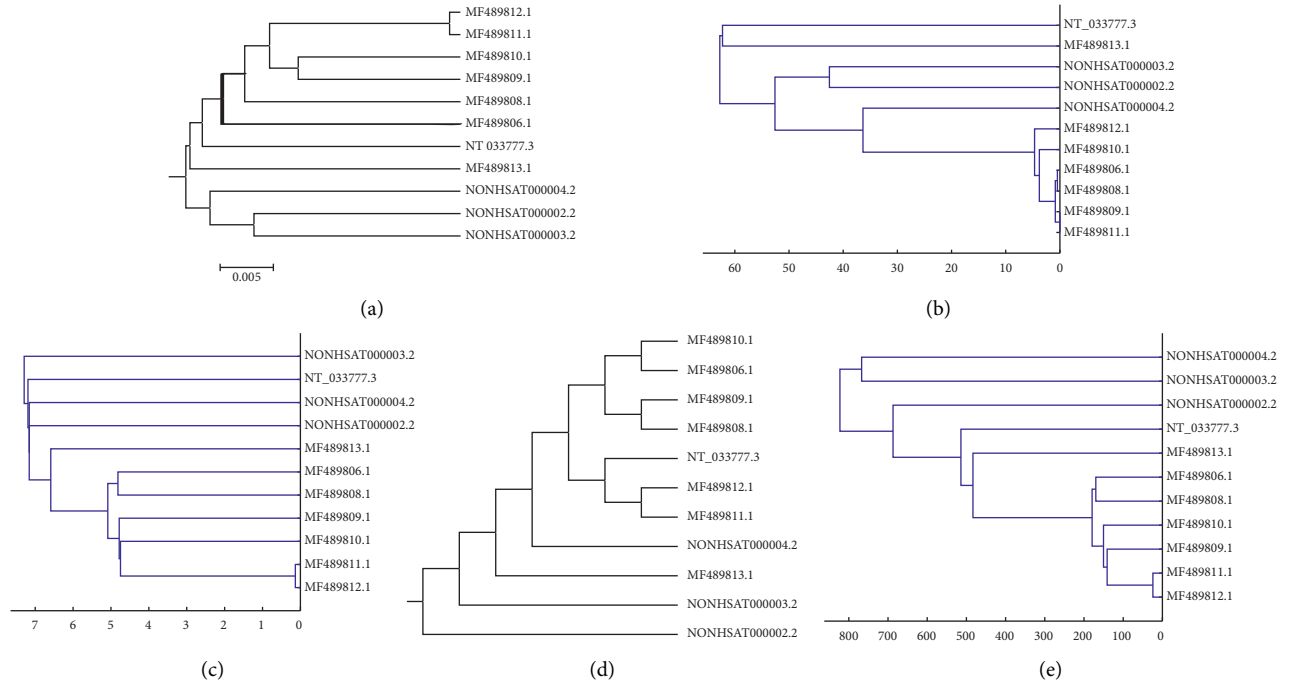 MF489812.1
MF489811.1
MF489810.1
MF489809.1
MF489808.1
MF489806.1
NT 033777.3
MF489813.1
NONHSAT000004.2
NONHSAT000002.2
NONHSAT000003.2
0.005
(a)
NT_033777.3
MF489813.1
NONHSAT000003.2
NONHSAT000002.2
NONHSAT000004.2
MF489812.1
MF489810.1
MF489806.1
MF489808.1
MF489809.1
MF489811.1
60 50 40 30 20 10 0
(b)
NONHSAT000003.2
NT_033777.3
NONHSAT000004.2
NONHSAT000002.2
MF489813.1
MF489806.1
MF489808.1
MF489809.1
MF489810.1
MF489811.1
MF489812.1
7 6 5 4 3 2 1 0
(c)
MF489810.1
MF489806.1
MF489809.1
MF489808.1
NT_033777.3
MF489812.1
MF489811.1
NONHSAT000004.2
MF489813.1
NONHSAT000003.2
NONHSAT000002.2
(d)
NONHSAT000004.2
NONHSAT000003.2
NONHSAT000002.2
NT_033777.3
MF489813.1
MF489806.1
MF489808.1
MF489810.1
MF489809.1
MF489811.1
MF489812.1
800 700 600 500 400 300 200 100 0
(e)